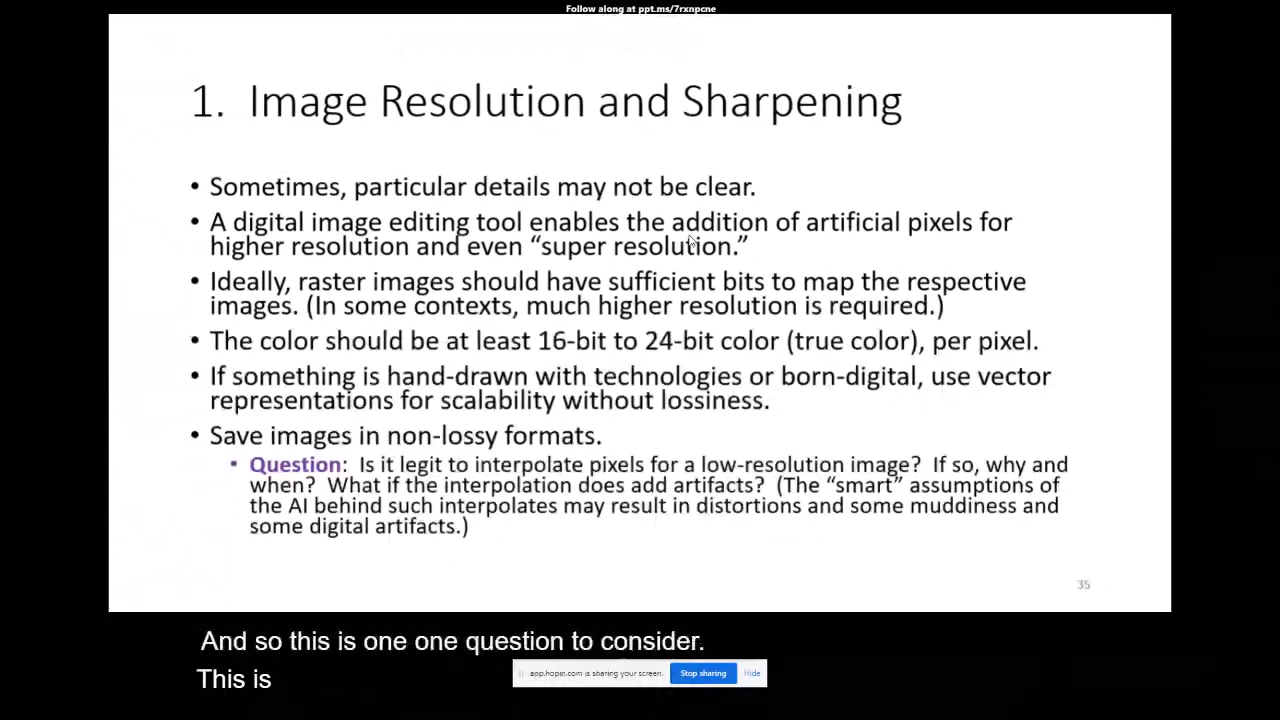 Follow along at ppt.ms/7rxnpcne
1. Image Resolution and Sharpening
• Sometimes, particular details may not be clear.
• A digital image editing tool enables the addition of artificial pixels for
higher resolution and even “super resolution.”
• Ideally, raster images should have sufficient bits to map the respective
images. (In some contexts, much higher resolution is required.)
• The color should be at least 16-bit to 24-bit color (true color), per pixel.
• If something is hand-drawn with technologies or born-digital, use vector
representations for scalability without lossiness.
• Save images in non-lossy formats.
• Question: Is it legit to interpolate pixels for a low-resolution image? If so, why and
when? What if the interpolation does add artifacts? (The “smart” assumptions of
the AI behind such interpolates may result in distortions and some muddiness and
some digital artifacts.)
35
And so this is one one question to consider.
This is
app.hopin.com is sharing your screen. Stop sharing Hide